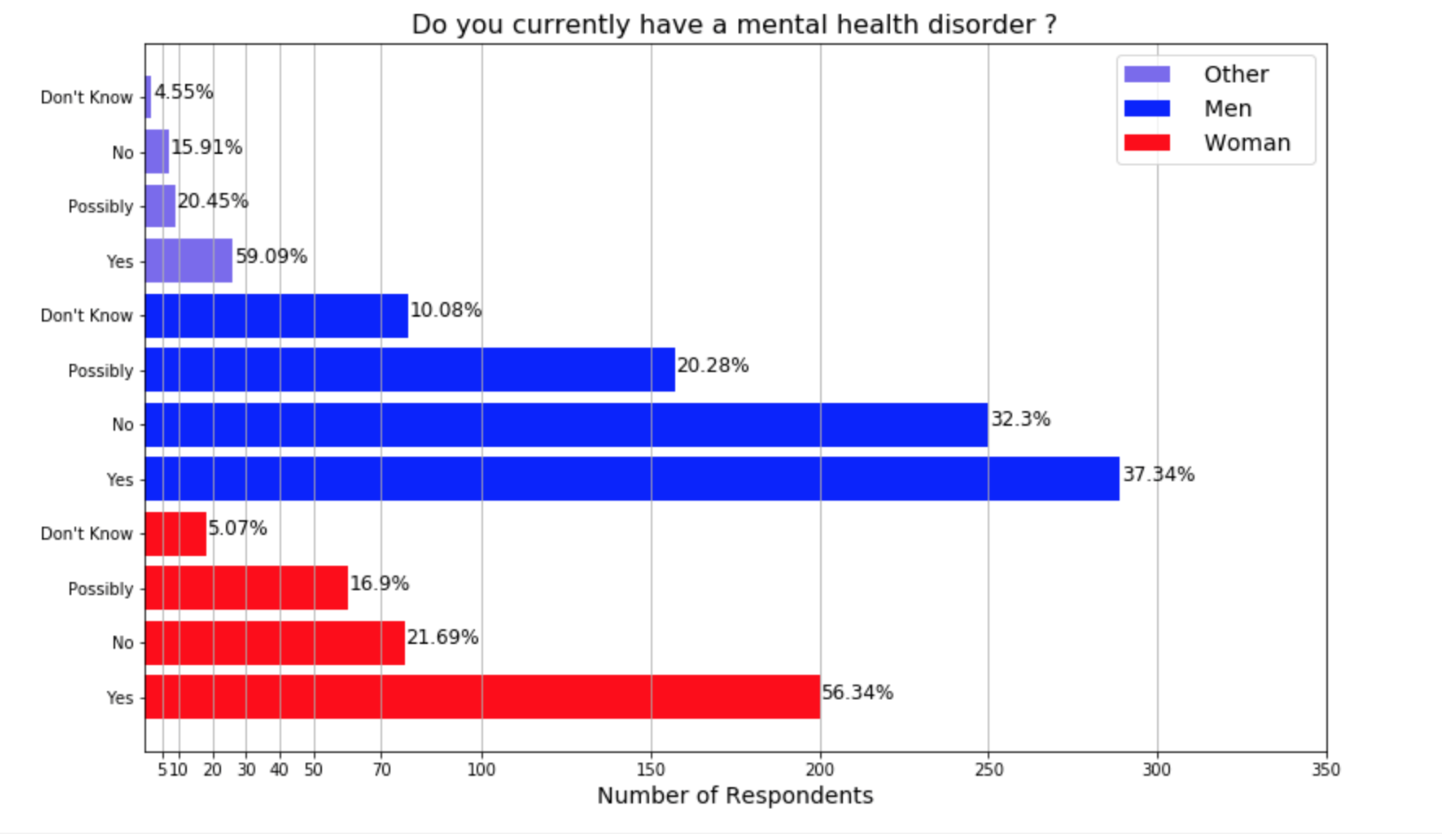 Do you currently have a mental health disorder ?
Other
Men
Woman
Don't Know 4.55%
No 15.91%
Possibly 20.45%
Yes 59.09%
Don't Know 10.08%
Possibly 20.28%
No 32.3%
Yes 37.34%
Don't Know 5.07%
Possibly 16.9%
No 21.69%
Yes 56.34%
5 10 20 30 40 50 70 100 150 200 250 300 350
Number of Respondents